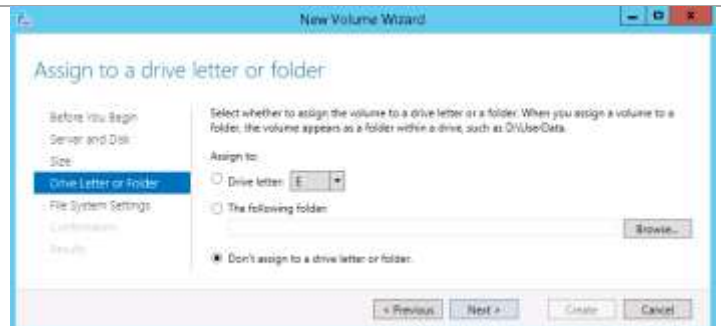 New Volume Wizard
Assign to a drive letter or folder
Before You Begin
Server and Disk
Size
Drive Letter or Folder
File System Settings
Confirmation
Results
Select whether to assign the volume to a drive letter or a folder. When you assign a volume to a
folder, the volume appears as a folder within a drive, such as D:\UserData.
Assign to:
Drive letter: E
The following folder:
Browse...
Don't assign to a drive letter or folder.
< Previous
Next >
Create
Cancel